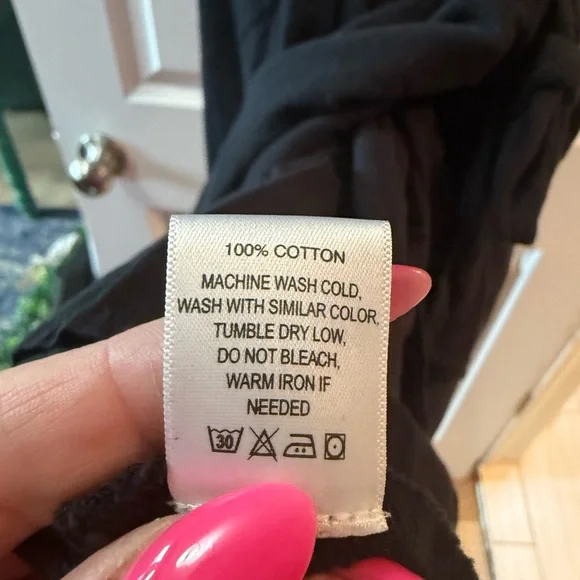 100% COTTON
MACHINE WASH COLD,
WASH WITH SIMILAR COLOR,
TUMBLE DRY LOW,
DO NOT BLEACH,
WARM IRON IF
NEEDED
30